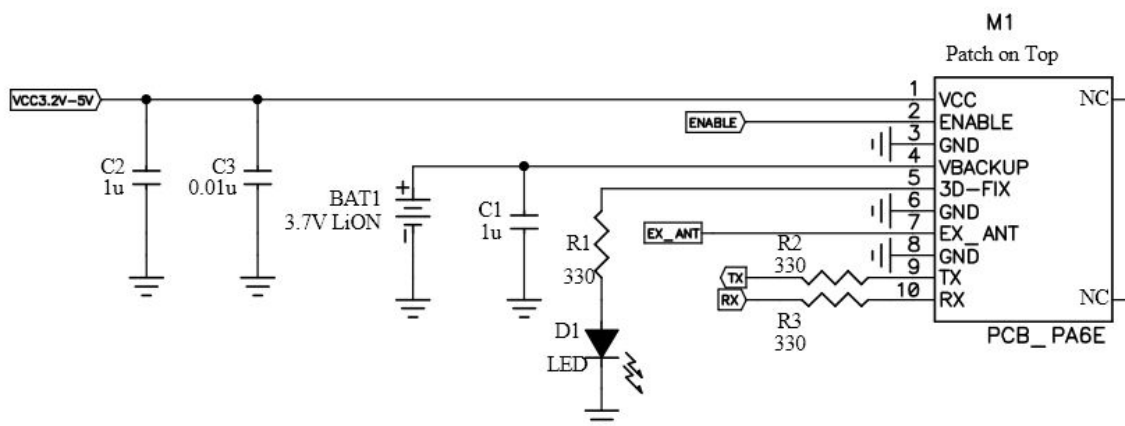 M1
Patch on Top
VCC3.2V-5V
1
VCC
NC
ENABLE
2
ENABLE
3
GND
C2
1u
C3
0.01u
4
VBACKUP
BAT1
3.7V LiON
+
C1
1u
5
3D-FIX
6
GND
R1
330
EX_ANT
7
EX_ANT
R2
330
8
GND
TX
9
TX
RX
10
RX
NC
R3
330
D1
LED
PCB_PA6E